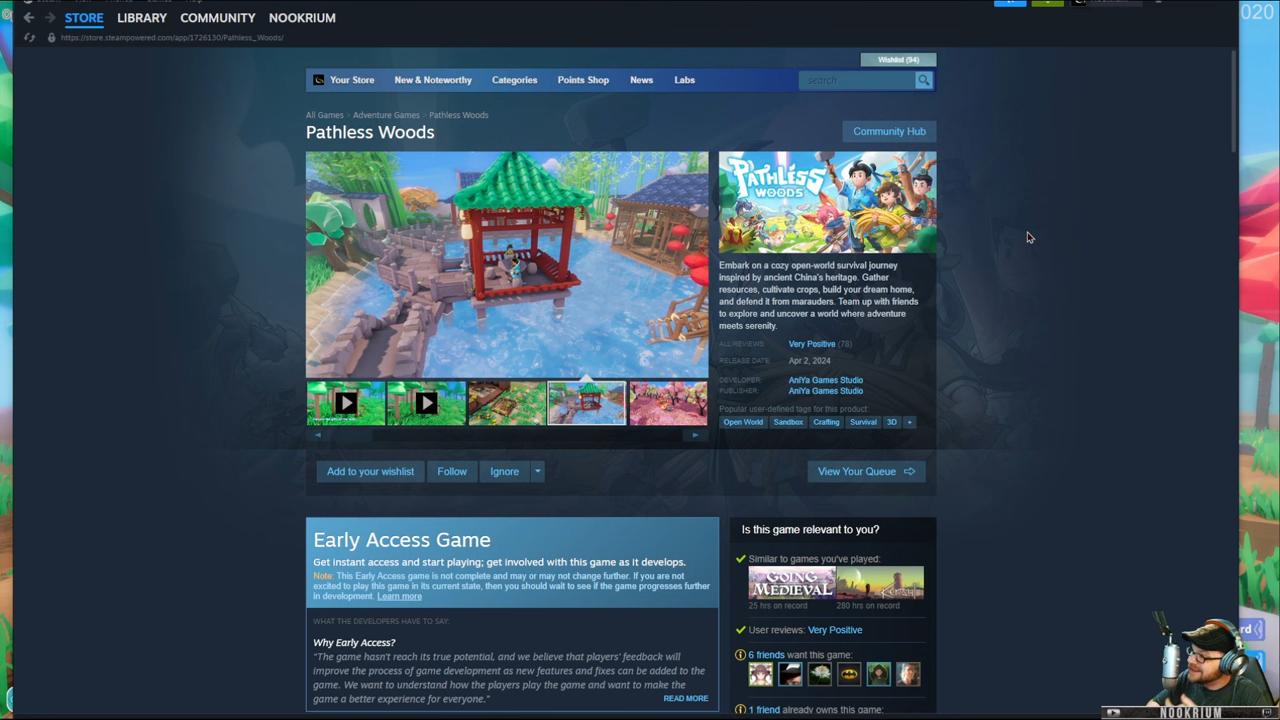 020
STORE LIBRARY COMMUNITY NOOKRIUM
https://store.steampowered.com/app/1726130/Pathless_Woods/
Wishlist (94)
Your Store New & Noteworthy Categories Points Shop News Labs search
All Games > Adventure Games > Pathless Woods
Pathless Woods
Community Hub
PATHLESS
WOODS
Embark on a cozy open-world survival journey
inspired by ancient China's heritage. Gather
resources, cultivate crops, build your dream home,
and defend it from marauders. Team up with friends
to explore and uncover a world where adventure
meets serenity.
ALL REVIEWS: Very Positive (78)
RELEASE DATE: Apr 2, 2024
DEVELOPER: AniYa Games Studio
PUBLISHER: AniYa Games Studio
Popular user-defined tags for this product:
Open World Sandbox Crafting Survival 3D +
Add to your wishlist Follow Ignore View Your Queue
Early Access Game
Get instant access and start playing; get involved with this game as it develops.
Note: This Early Access game is not complete and may or may not change further. If you are not
excited to play this game in its current state, then you should wait to see if the game progresses further
in development. Learn more
WHAT THE DEVELOPERS HAVE TO SAY:
Why Early Access?
“The game hasn't reach its true potential, and we believe that players' feedback will
improve the process of game development as new features and fixes can be added to the
game. We want to understand how the players play the game and want to make the
game a better experience for everyone.”
READ MORE
Is this game relevant to you?
Similar to games you've played:
GOING
MEDIEVAL
KENSHI
25 hrs on record 280 hrs on record
User reviews: Very Positive
6 friends want this game:
1 friend already owns this game:
rd
NOOKRIUM